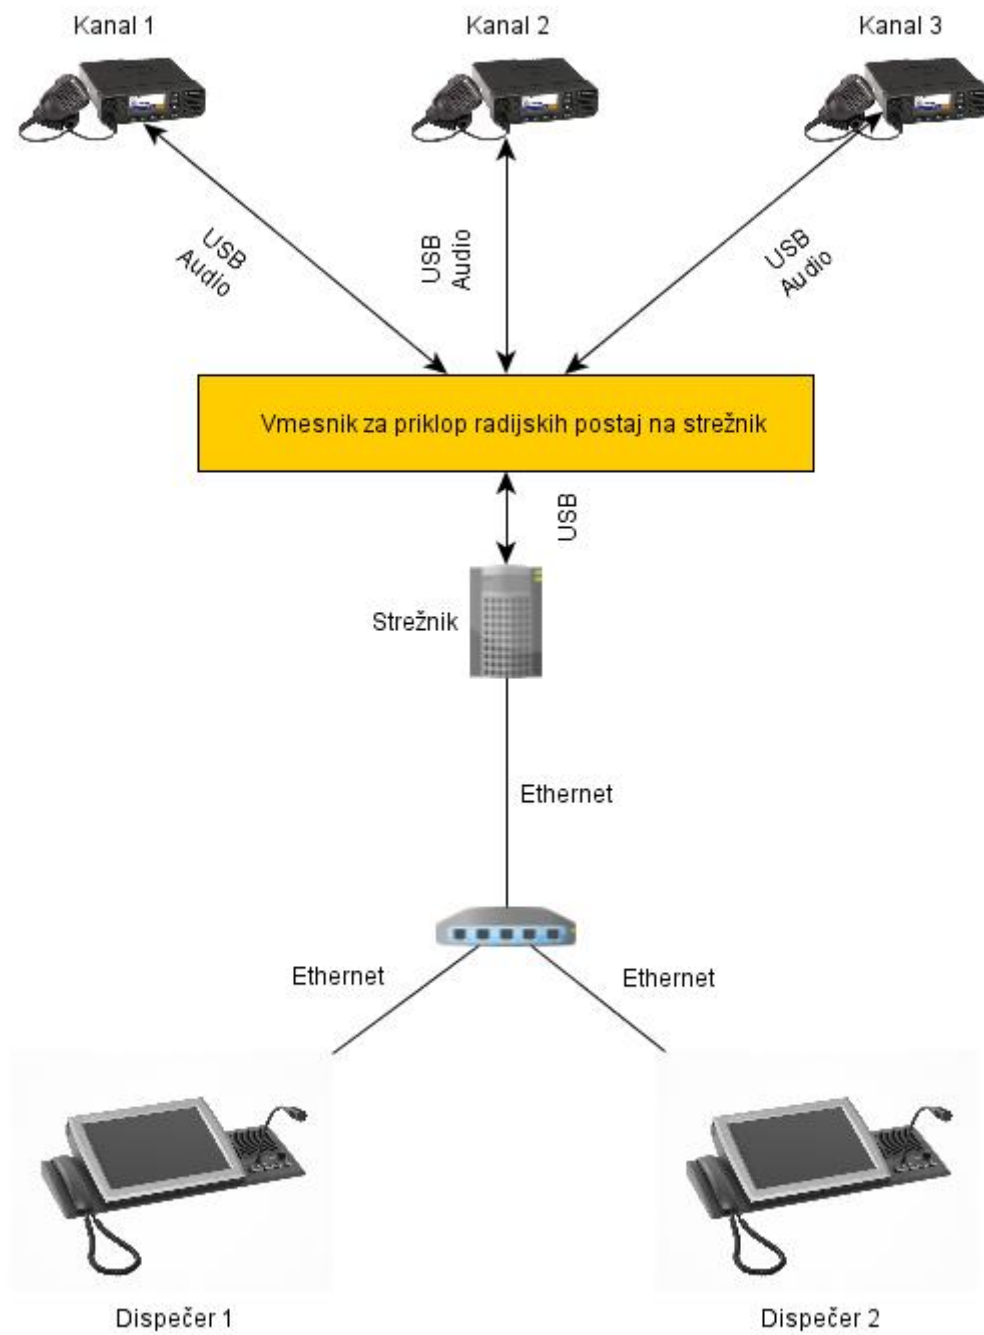 Kanal 1
Kanal 2
Kanal 3
USB
Audio
USB
Audio
USB
Audio
Vmesnik za priklop radijskih postaj na strežnik
USB
Strežnik
Ethernet
Ethernet
Ethernet
Dispečer 1
Dispečer 2